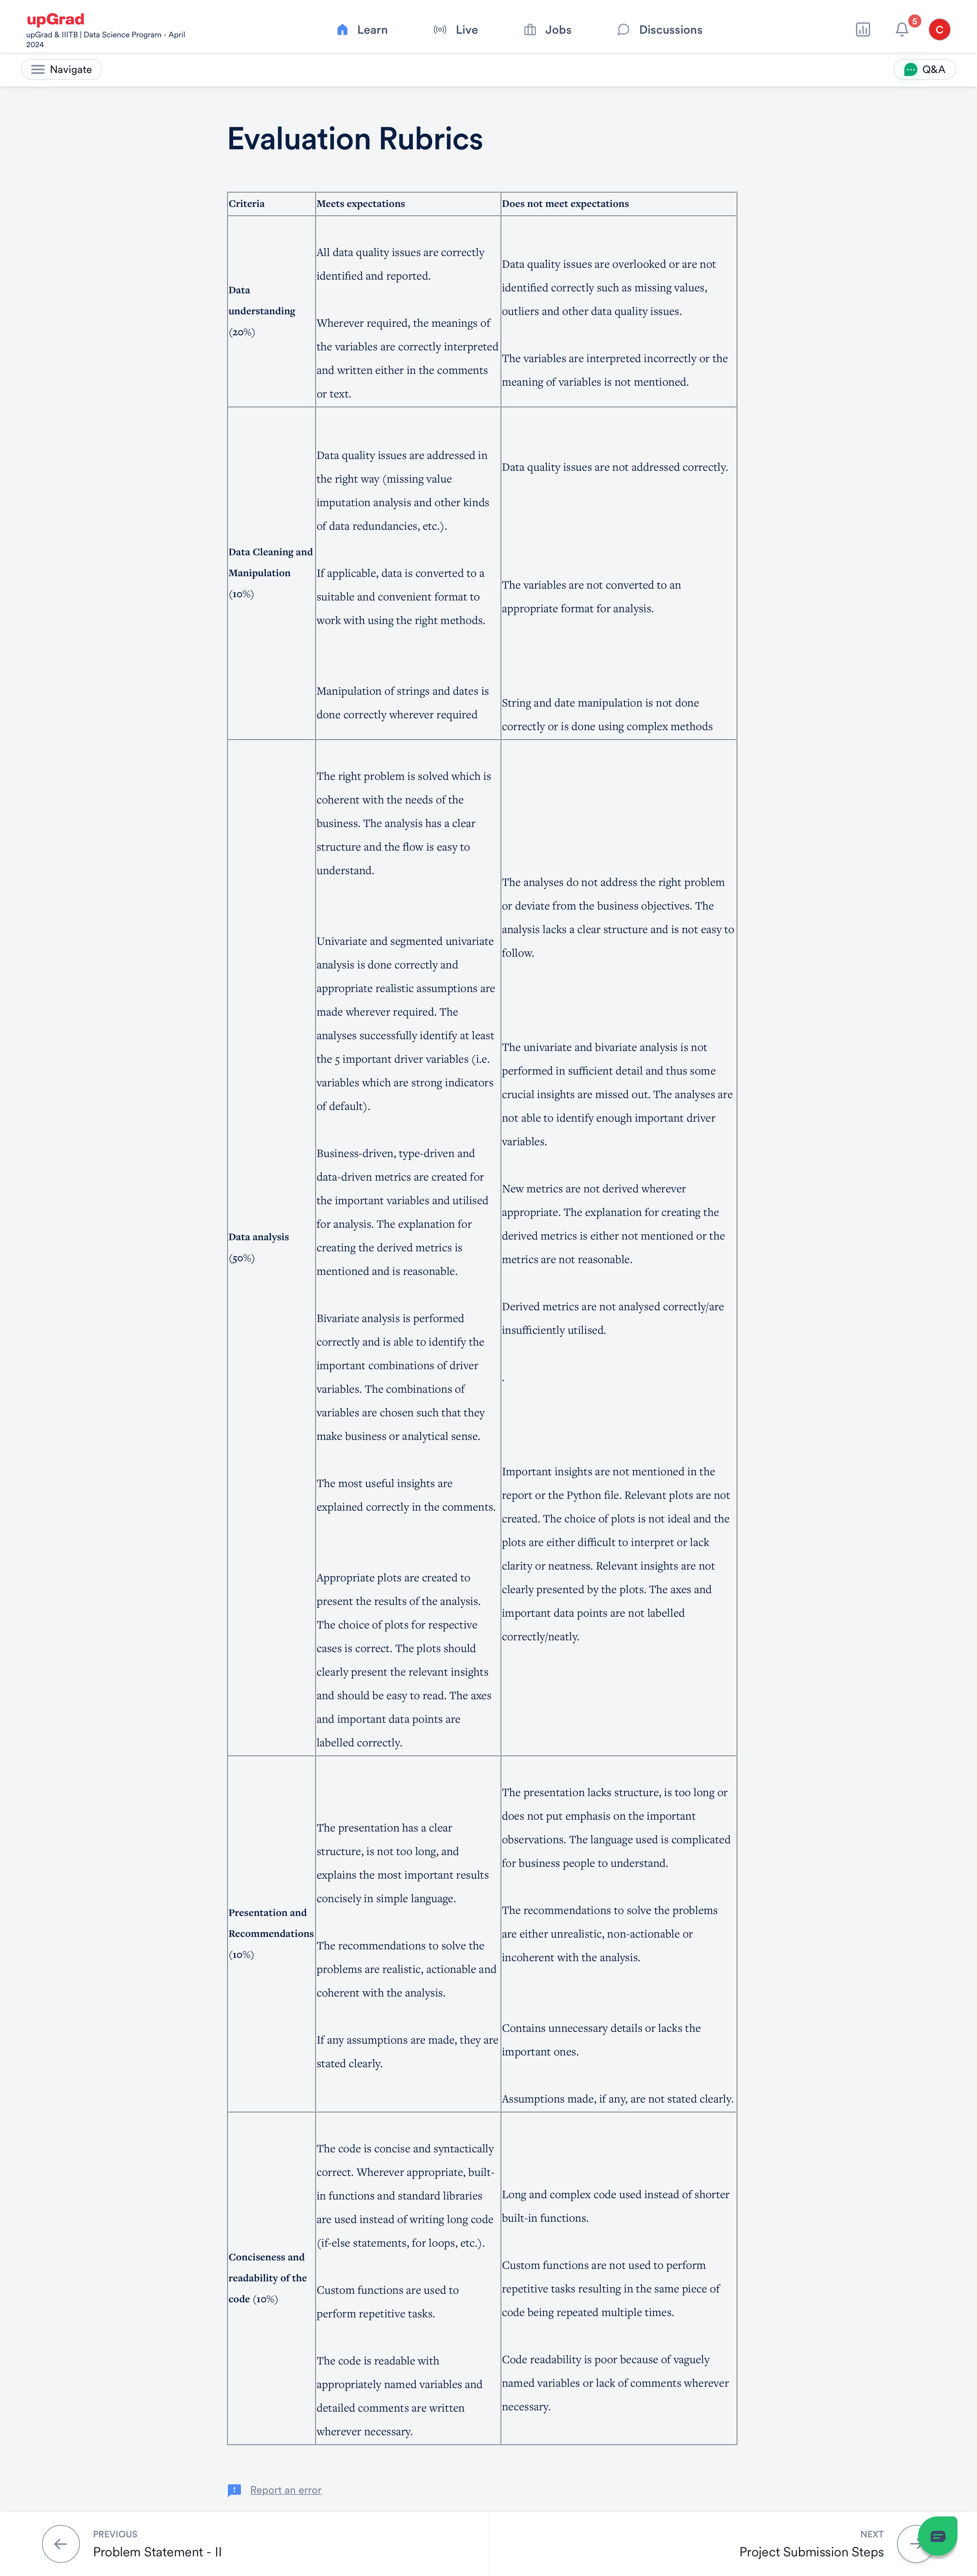 upGrad
upGrad & IIITB | Data Science Program - April
2024
Learn
Live
Jobs
Discussions
5
C
Navigate
Q&A
Evaluation Rubrics
Criteria
Meets expectations
Does not meet expectations
Data
understanding
(20%)
All data quality issues are correctly
identified and reported.
Wherever required, the meanings of
the variables are correctly interpreted
and written either in the comments
or text.
Data quality issues are overlooked or are not
identified correctly such as missing values,
outliers and other data quality issues.
The variables are interpreted incorrectly or the
meaning of variables is not mentioned.
Data Cleaning and
Manipulation
(10%)
Data quality issues are addressed in
the right way (missing value
imputation analysis and other kinds
of data redundancies, etc.).
If applicable, data is converted to a
suitable and convenient format to
work with using the right methods.
Manipulation of strings and dates is
done correctly wherever required
Data quality issues are not addressed correctly.
The variables are not converted to an
appropriate format for analysis.
String and date manipulation is not done
correctly or is done using complex methods
Data analysis
(50%)
The right problem is solved which is
coherent with the needs of the
business. The analysis has a clear
structure and the flow is easy to
understand.
Univariate and segmented univariate
analysis is done correctly and
appropriate realistic assumptions are
made wherever required. The
analyses successfully identify at least
the 5 important driver variables (i.e.
variables which are strong indicators
of default).
Business-driven, type-driven and
data-driven metrics are created for
the important variables and utilised
for analysis. The explanation for
creating the derived metrics is
mentioned and is reasonable.
Bivariate analysis is performed
correctly and is able to identify the
important combinations of driver
variables. The combinations of
variables are chosen such that they
make business or analytical sense.
The most useful insights are
explained correctly in the comments.
Appropriate plots are created to
present the results of the analysis.
The choice of plots for respective
cases is correct. The plots should
clearly present the relevant insights
and should be easy to read. The axes
and important data points are
labelled correctly.
The analyses do not address the right problem
or deviate from the business objectives. The
analysis lacks a clear structure and is not easy to
follow.
The univariate and bivariate analysis is not
performed in sufficient detail and thus some
crucial insights are missed out. The analyses are
not able to identify enough important driver
variables.
New metrics are not derived wherever
appropriate. The explanation for creating the
derived metrics is either not mentioned or the
metrics are not reasonable.
Derived metrics are not analysed correctly/are
insufficiently utilised.
.
Important insights are not mentioned in the
report or the Python file. Relevant plots are not
created. The choice of plots is not ideal and the
plots are either difficult to interpret or lack
clarity or neatness. Relevant insights are not
clearly presented by the plots. The axes and
important data points are not labelled
correctly/neatly.
Presentation and
Recommendations
(10%)
The presentation has a clear
structure, is not too long, and
explains the most important results
concisely in simple language.
The recommendations to solve the
problems are realistic, actionable and
coherent with the analysis.
If any assumptions are made, they are
stated clearly.
The presentation lacks structure, is too long or
does not put emphasis on the important
observations. The language used is complicated
for business people to understand.
The recommendations to solve the problems
are either unrealistic, non-actionable or
incoherent with the analysis.
Contains unnecessary details or lacks the
important ones.
Assumptions made, if any, are not stated clearly.
Conciseness and
readability of the
code (10%)
The code is concise and syntactically
correct. Wherever appropriate, built-
in functions and standard libraries
are used instead of writing long code
(if-else statements, for loops, etc.).
Custom functions are used to
perform repetitive tasks.
The code is readable with
appropriately named variables and
detailed comments are written
wherever necessary.
Long and complex code used instead of shorter
built-in functions.
Custom functions are not used to perform
repetitive tasks resulting in the same piece of
code being repeated multiple times.
Code readability is poor because of vaguely
named variables or lack of comments wherever
necessary.
Report an error
PREVIOUS
Problem Statement - II
NEXT
Project Submission Steps